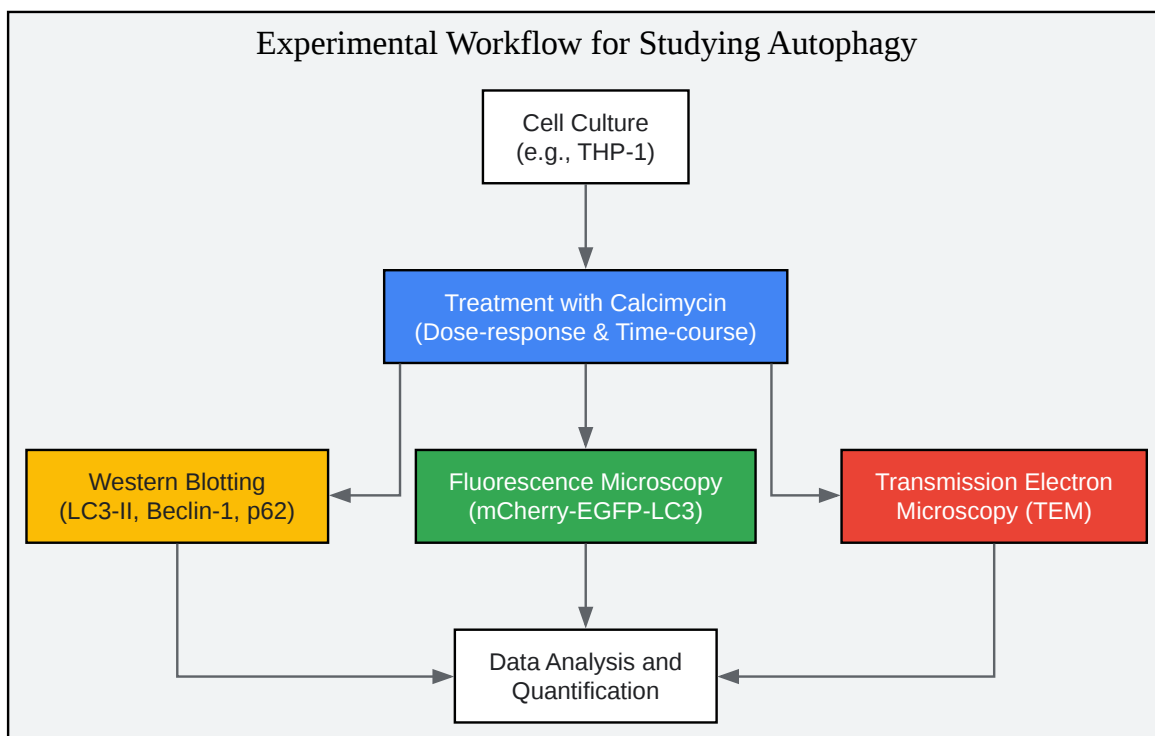 Experimental Workflow for Studying Autophagy
Cell Culture
(e.g., THP-1)
Treatment with Calcimycin
(Dose-response & Time-course)
Western Blotting
(LC3-II, Beclin-1, p62)
Fluorescence Microscopy
(mCherry-EGFP-LC3)
Transmission Electron
Microscopy (TEM)
Data Analysis and
Quantification